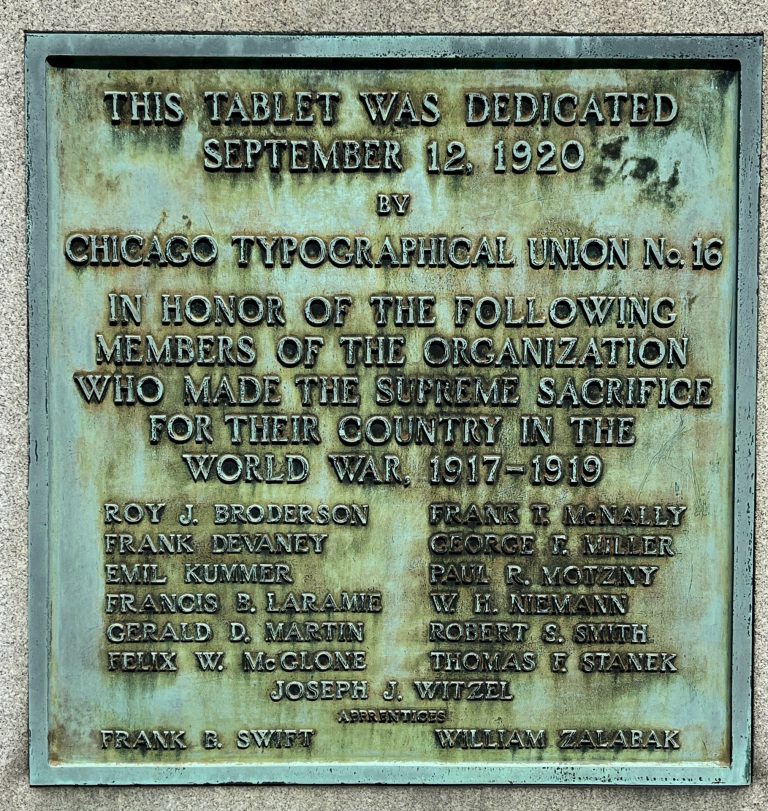 THIS TABLET WAS DEDICATED
SEPTEMBER 12, 1920
BY
CHICAGO TYPOGRAPHICAL UNION No. 16
IN HONOR OF THE FOLLOWING
MEMBERS OF THE ORGANIZATION
WHO MADE THE SUPREME SACRIFICE
FOR THEIR COUNTRY IN THE
WORLD WAR, 1917-1919
ROY J. BRODERSON FRANK T. McNALLY
FRANK DEVANEY GEORGE F. MILLER
EMIL KUMMER PAUL R. MOTZNY
FRANCIS B. LARAMIE W. H. NIEMANN
GERALD D. MARTIN ROBERT S. SMITH
FELIX W. McGLONE THOMAS F. STANEK
JOSEPH J. WITZEL
APPRENTICES
FRANK B. SWIFT WILLIAM ZALABAK